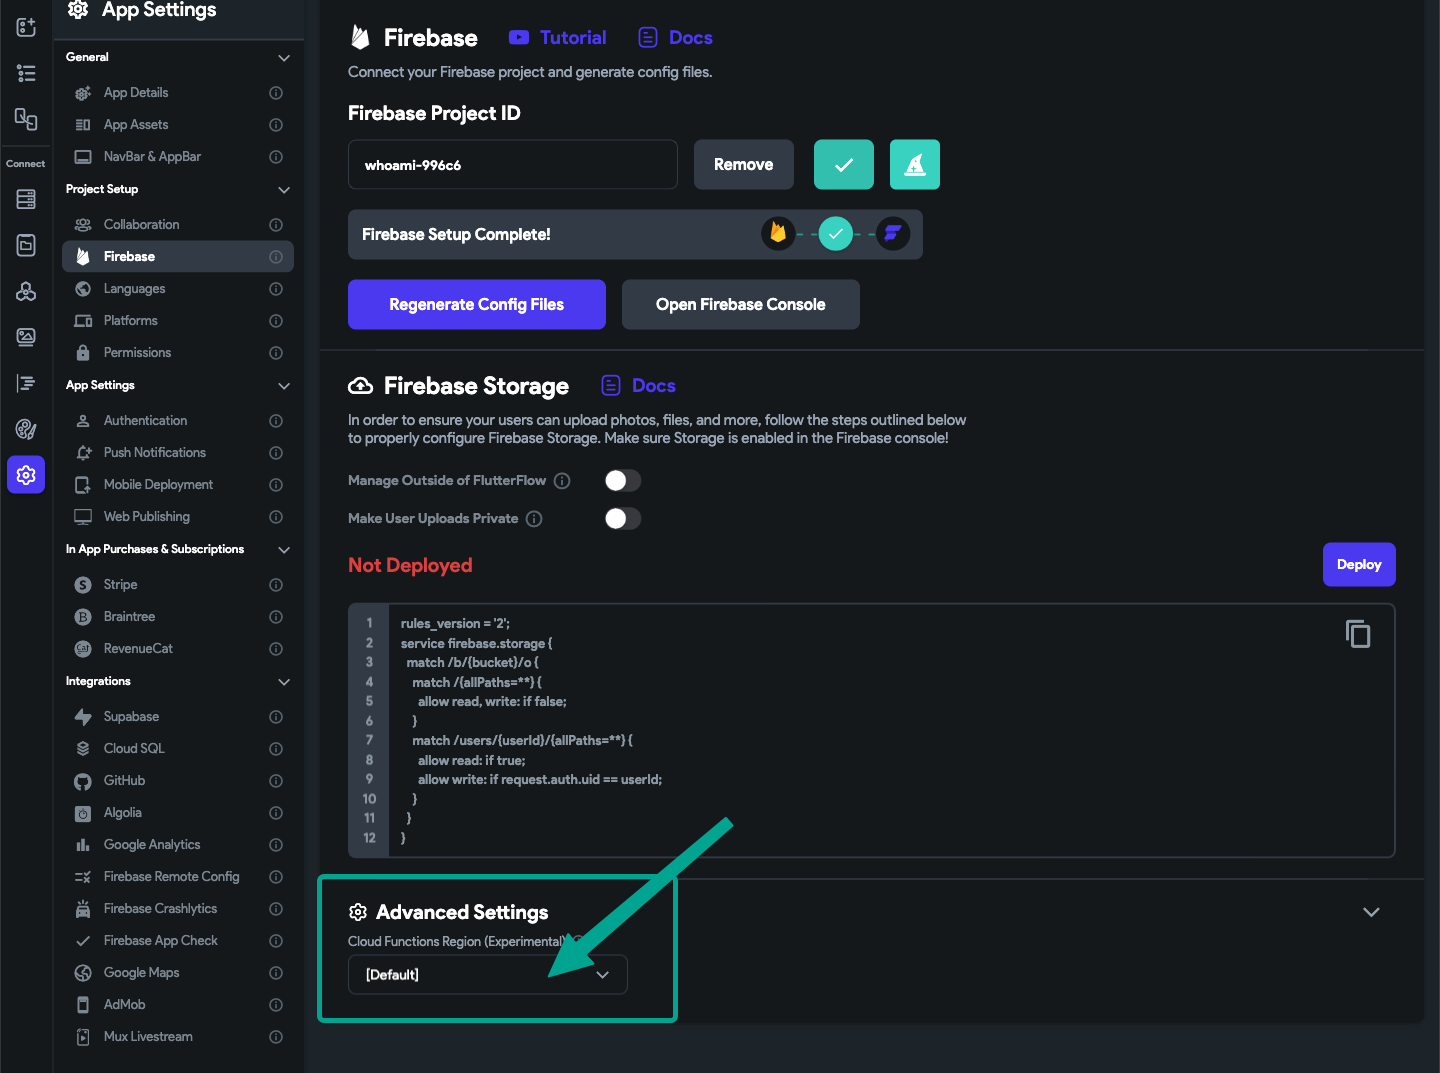 App Settings
General
App Details
App Assets
NavBar & AppBar
Project Setup
Collaboration
Firebase
Languages
Platforms
Permissions
App Settings
Authentication
Push Notifications
Mobile Deployment
Web Publishing
In App Purchases & Subscriptions
Stripe
Braintree
RevenueCat
Integrations
Supabase
Cloud SQL
GitHub
Algolia
Google Analytics
Firebase Remote Config
Firebase Crashlytics
Firebase App Check
Google Maps
AdMob
Mux Livestream
Connect
Firebase Tutorial Docs
Connect your Firebase project and generate config files.
Firebase Project ID
whoami-996c6 Remove
Firebase Setup Complete!
Regenerate Config Files Open Firebase Console
Firebase Storage Docs
In order to ensure your users can upload photos, files, and more, follow the steps outlined below
to properly configure Firebase Storage. Make sure Storage is enabled in the Firebase console!
Manage Outside of FlutterFlow
Make User Uploads Private
Not Deployed Deploy
1 rules_version = '2';
2 service firebase.storage {
3 match /b/{bucket}/o {
4 match /{allPaths=**} {
5 allow read, write: if false;
6 }
7 match /users/{userId}/{allPaths=**} {
8 allow read: if true;
9 allow write: if request.auth.uid == userId;
10 }
11 }
12 }
Advanced Settings
Cloud Functions Region (Experimental)
[Default]